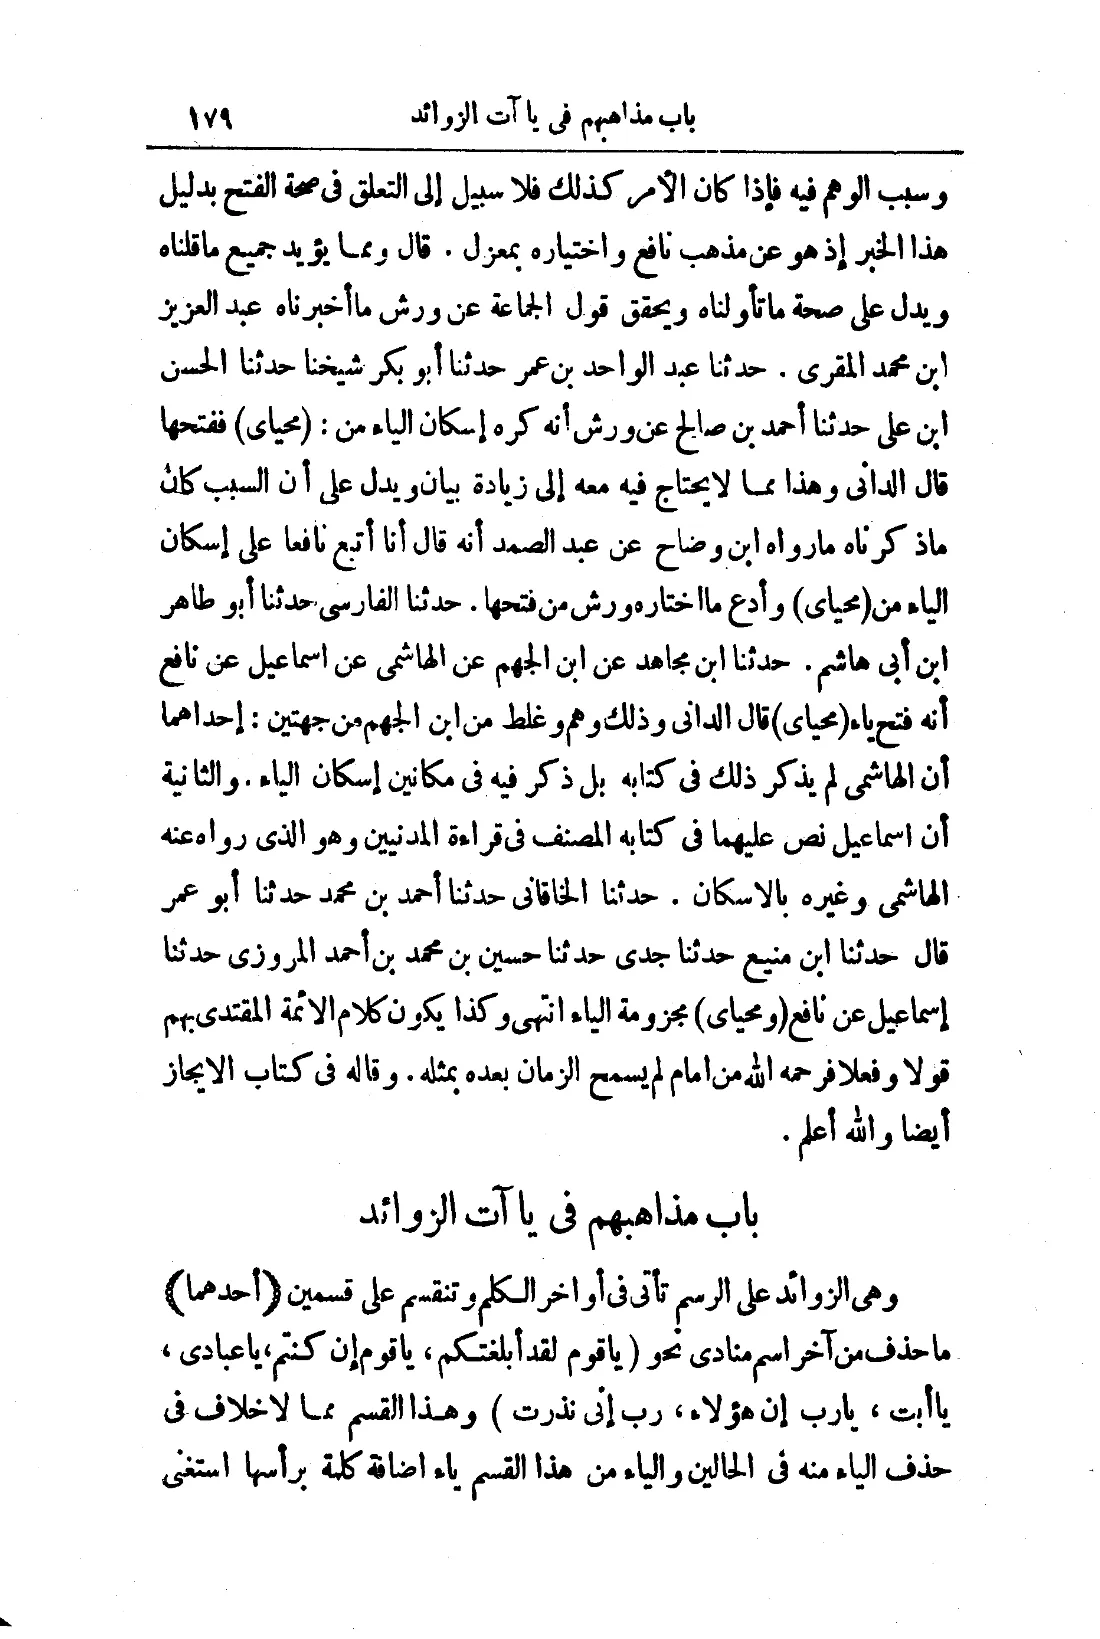 باب مذاهبهم فى يا آت الزوائد ١٧٩
وسبب الوهم فيه فإذا كان الأمر كذلك فلا سبيل إلى التعلق فى صحة الفتح بدليل
هذا الخبر إذ هو عن مذهب نافع واختياره بمعزل . قال ومما يؤيد جميع ماقلناه
ويدل على صحة ماتأولناه ويحقق قول الجماعة عن ورش ماأخبرناه عبد العزيز
ابن محمد المقرى . حدثنا عبد الواحد بن عمر حدثنا أبو بكر شيخنا حدثنا الحسن
ابن على حدثنا أحمد بن صالح عن ورش أنه كره إسكان الياء من : (محياى) ففتحها
قال الدانى وهذا مما لايحتاج فيه معه إلى زيادة بيان ويدل على أن السبب كان
ماذكرناه مارواه ابن وضاح عن عبد الصمد أنه قال أنا أتبع نافعا على إسكان
الياء من (محياى) وأدع مااختاره ورش من فتحها . حدثنا الفارسى حدثنا أبو طاهر
ابن أبى هاشم . حدثنا ابن مجاهد عن ابن الجهم عن الهاشمى عن اسماعيل عن نافع
أنه فتح ياء (محياى) قال الدانى وذلك وهم وغلط من ابن الجهم من جهتين : إحداهما
أن الهاشمى لم يذكر ذلك فى كتابه بل ذكر فيه فى مكانين إسكان الياء . والثانية
أن اسماعيل نص عليهما فى كتابه المصنف فى قراءة المدنيين وهو الذى رواه عنه
الهاشمى وغيره بالاسكان . حدثنا الخاقانى حدثنا أحمد بن محمد حدثنا أبو عمر
قال حدثنا ابن منيع حدثنا جدى حدثنا حسين بن محمد بن أحمد المروزى حدثنا
إسماعيل عن نافع (ومحياى) مجزومة الياء انتهى وكذا يكون كلام الائمة المقتدى بهم
قولا وفعلا فرحمه الله من امام لم يسمح الزمان بعده بمثله . وقاله فى كتاب الايجاز
أيضا والله أعلم .
باب مذاهبهم فى يا آت الزوائد
وهى الزوائد على الرسم تأتى فى أواخر الكلم وتنقسم على قسمين (أحدهما)
ماحذف من آخر اسم منادى نحو (ياقوم لقد أبلغتكم ، ياقوم إن كنتم، ياعبادى ،
ياأبت ، يارب إن هؤلاء ، رب إنى نذرت ) وهذا القسم مما لاخلاف فى
حذف الياء منه فى الحالين والياء من هذا القسم ياء اضافة كلمة برأسها استغنى